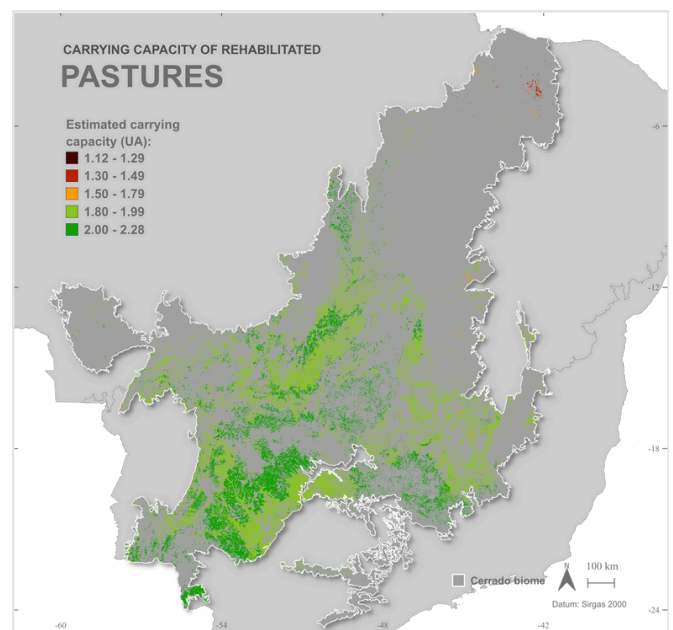 CARRYING CAPACITY OF REHABILITATED
PASTURES
Estimated carrying
capacity (UA):
1.12 - 1.29
1.30 - 1.49
1.50 - 1.79
1.80 - 1.99
2.00 - 2.28
-6
-12
-18
-24
N
100 km
Cerrado biome
Datum: Sirgas 2000
-60
-54
-48
-42